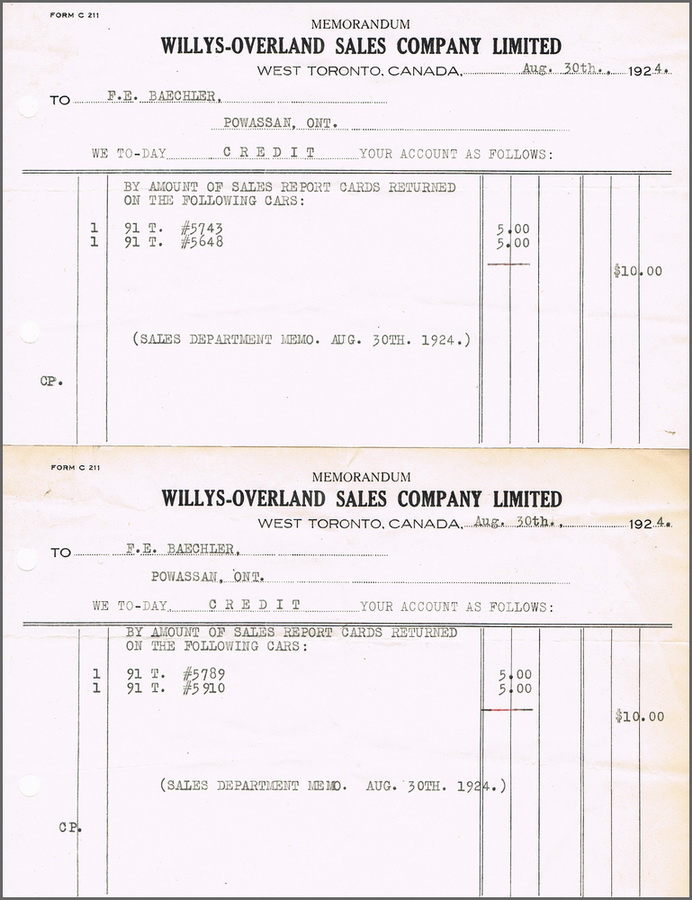 FORM C 211
MEMORANDUM
WILLYS-OVERLAND SALES COMPANY LIMITED
WEST TORONTO, CANADA, Aug. 30th., 1924.
TO F.E. BAECHLER,
POWASSAN, ONT.
WE TO-DAY CREDIT YOUR ACCOUNT AS FOLLOWS:
BY AMOUNT OF SALES REPORT CARDS RETURNED
ON THE FOLLOWING CARS:
1 91 T. #5743 5.00
1 91 T. #5648 5.00
$10.00
(SALES DEPARTMENT MEMO. AUG. 30TH. 1924.)
CP.
FORM C 211
MEMORANDUM
WILLYS-OVERLAND SALES COMPANY LIMITED
WEST TORONTO, CANADA, Aug. 30th., 1924.
TO F.E. BAECHLER,
POWASSAN, ONT.
WE TO-DAY CREDIT YOUR ACCOUNT AS FOLLOWS:
BY AMOUNT OF SALES REPORT CARDS RETURNED
ON THE FOLLOWING CARS:
1 91 T. #5789 5.00
1 91 T. #5910 5.00
$10.00
(SALES DEPARTMENT MEMO. AUG. 30TH. 1924.)
CP.